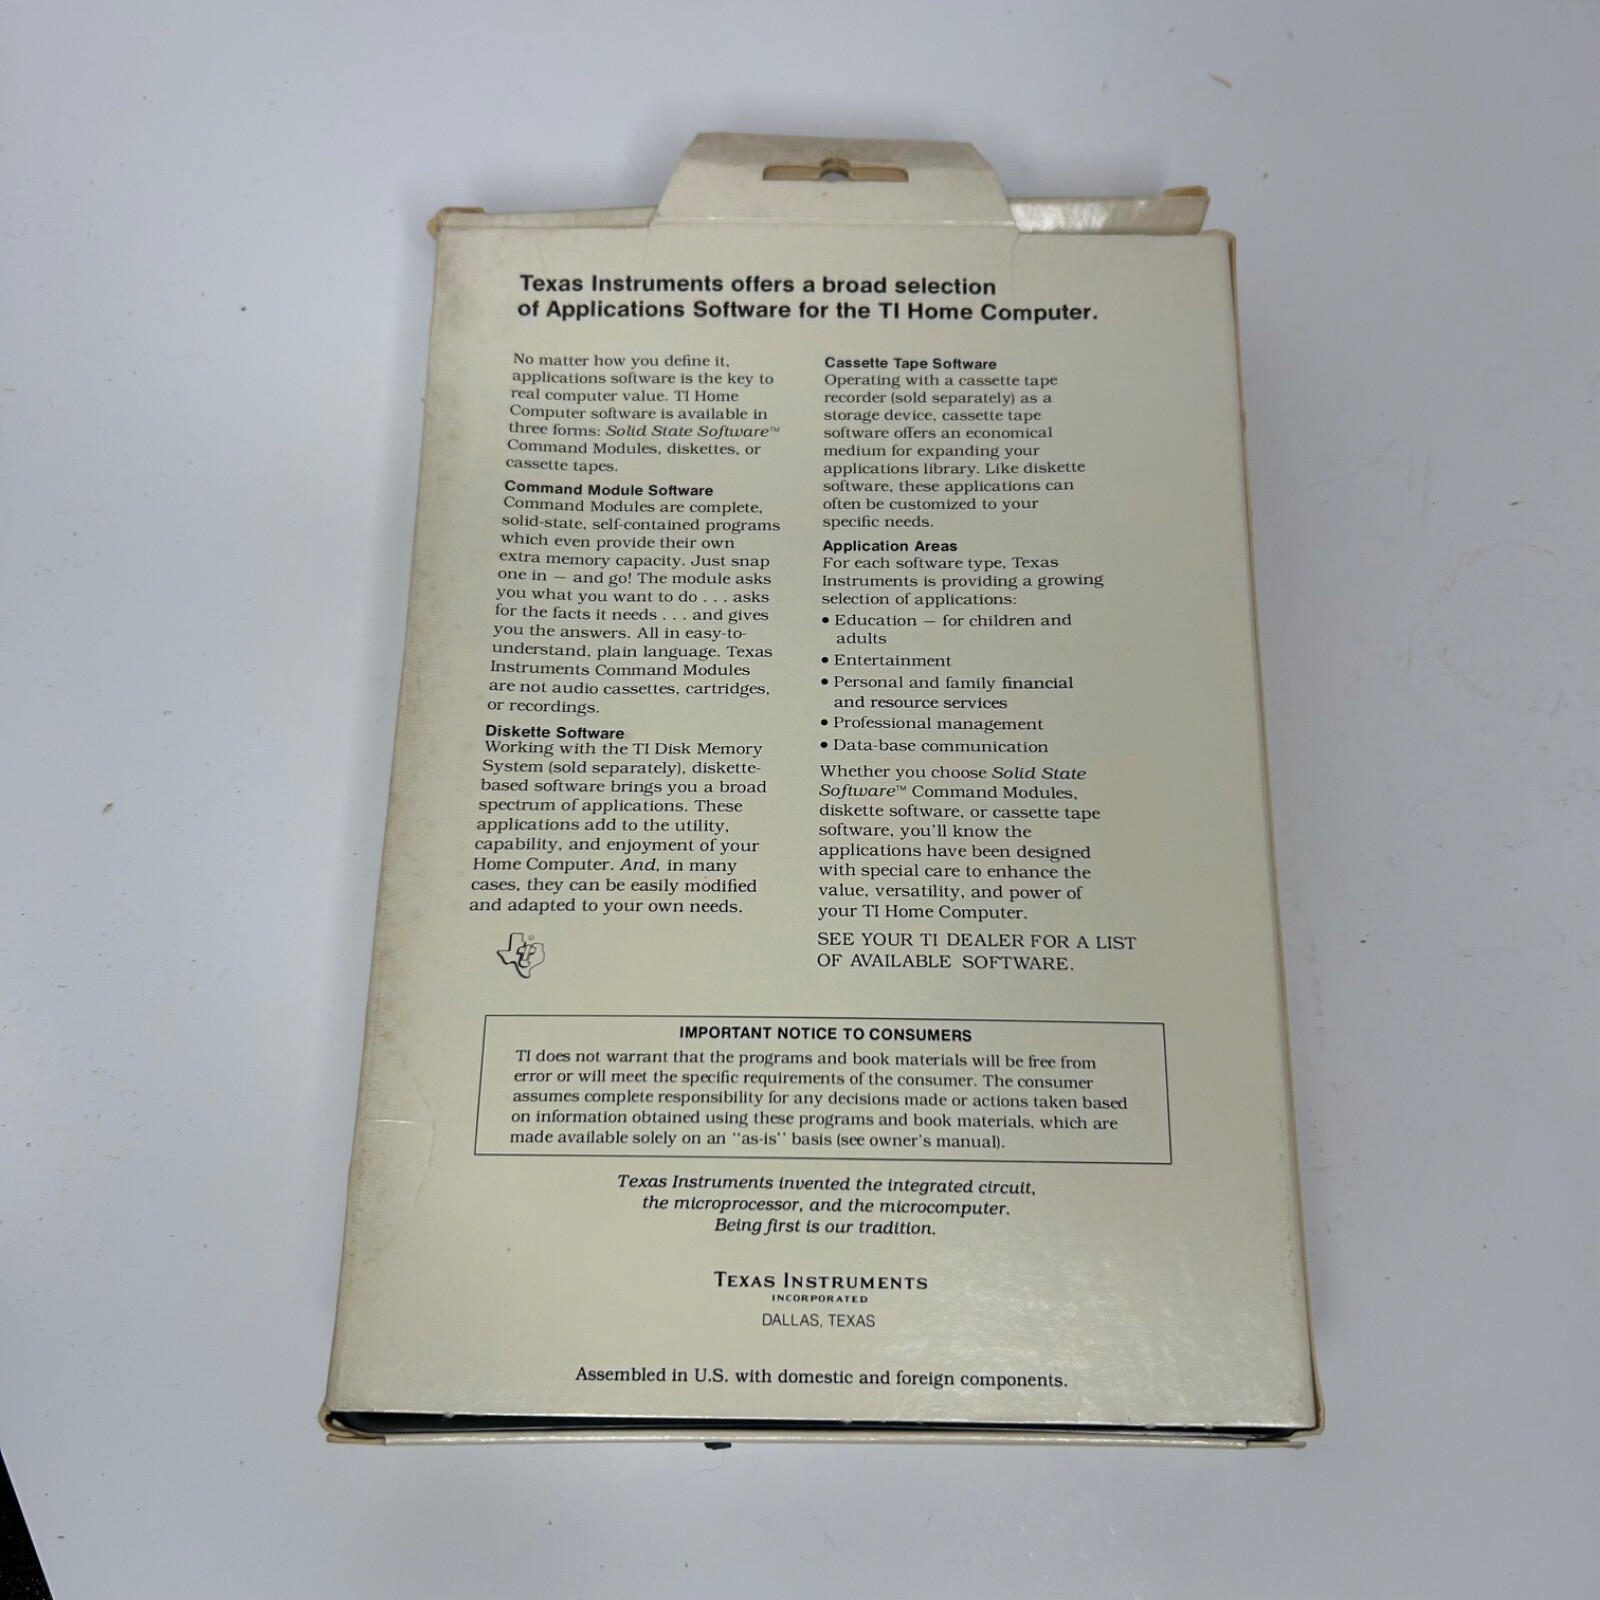 Texas Instruments offers a broad selection
of Applications Software for the TI Home Computer.
No matter how you define it,
applications software is the key to
real computer value. TI Home
Computer software is available in
three forms: Solid State Software™
Command Modules, diskettes, or
cassette tapes.
Command Module Software
Command Modules are complete,
solid-state, self-contained programs
which even provide their own
extra memory capacity. Just snap
one in — and go! The module asks
you what you want to do . . . asks
for the facts it needs . . . and gives
you the answers. All in easy-to-
understand, plain language. Texas
Instruments Command Modules
are not audio cassettes, cartridges,
or recordings.
Diskette Software
Working with the TI Disk Memory
System (sold separately), diskette-
based software brings you a broad
spectrum of applications. These
applications add to the utility,
capability, and enjoyment of your
Home Computer. And, in many
cases, they can be easily modified
and adapted to your own needs.
Cassette Tape Software
Operating with a cassette tape
recorder (sold separately) as a
storage device, cassette tape
software offers an economical
medium for expanding your
applications library. Like diskette
software, these applications can
often be customized to your
specific needs.
Application Areas
For each software type, Texas
Instruments is providing a growing
selection of applications:
• Education — for children and
adults
• Entertainment
• Personal and family financial
and resource services
• Professional management
• Data-base communication
Whether you choose Solid State
Software™ Command Modules,
diskette software, or cassette tape
software, you'll know the
applications have been designed
with special care to enhance the
value, versatility, and power of
your TI Home Computer.
SEE YOUR TI DEALER FOR A LIST
OF AVAILABLE SOFTWARE.
IMPORTANT NOTICE TO CONSUMERS
TI does not warrant that the programs and book materials will be free from
error or will meet the specific requirements of the consumer. The consumer
assumes complete responsibility for any decisions made or actions taken based
on information obtained using these programs and book materials, which are
made available solely on an "as-is" basis (see owner's manual).
Texas Instruments invented the integrated circuit,
the microprocessor, and the microcomputer.
Being first is our tradition.
TEXAS INSTRUMENTS
INCORPORATED
DALLAS, TEXAS
Assembled in U.S. with domestic and foreign components.